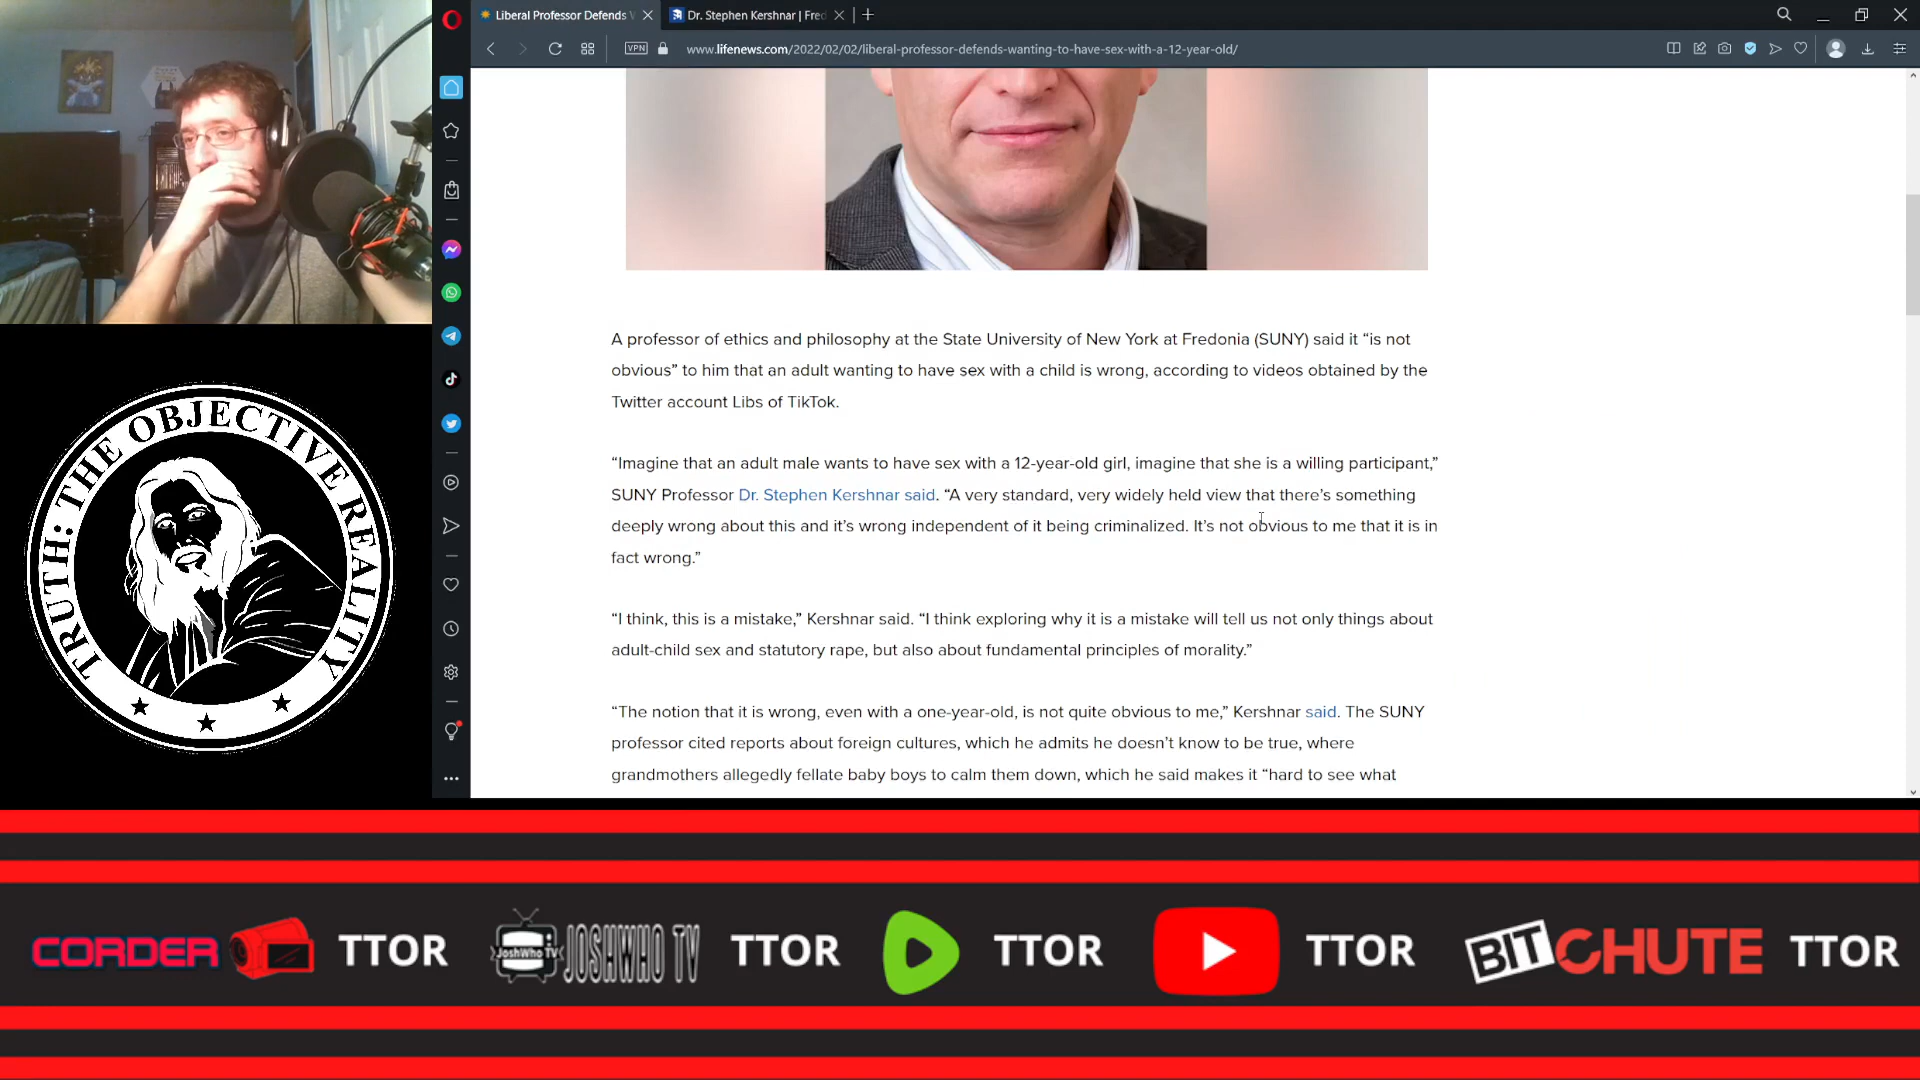 Liberal Professor Defends W
Dr. Stephen Kershnar | Fred
VPN
www.lifenews.com/2022/02/02/liberal-professor-defends-wanting-to-have-sex-with-a-12-year-old/
A professor of ethics and philosophy at the State University of New York at Fredonia (SUNY) said it “is not
obvious” to him that an adult wanting to have sex with a child is wrong, according to videos obtained by the
Twitter account Libs of TikTok.
“Imagine that an adult male wants to have sex with a 12-year-old girl, imagine that she is a willing participant,”
SUNY Professor Dr. Stephen Kershnar said. “A very standard, very widely held view that there’s something
deeply wrong about this and it’s wrong independent of it being criminalized. It’s not obvious to me that it is in
fact wrong.”
“I think, this is a mistake,” Kershnar said. “I think exploring why it is a mistake will tell us not only things about
adult-child sex and statutory rape, but also about fundamental principles of morality.”
“The notion that it is wrong, even with a one-year-old, is not quite obvious to me,” Kershnar said. The SUNY
professor cited reports about foreign cultures, which he admits he doesn’t know to be true, where
grandmothers allegedly fellate baby boys to calm them down, which he said makes it “hard to see what
TRUTH: THE OBJECTIVE REALITY
CORDER TTOR JoshWho TV JOSHWHO TV TTOR TTOR TTOR BITCHUTE TTOR